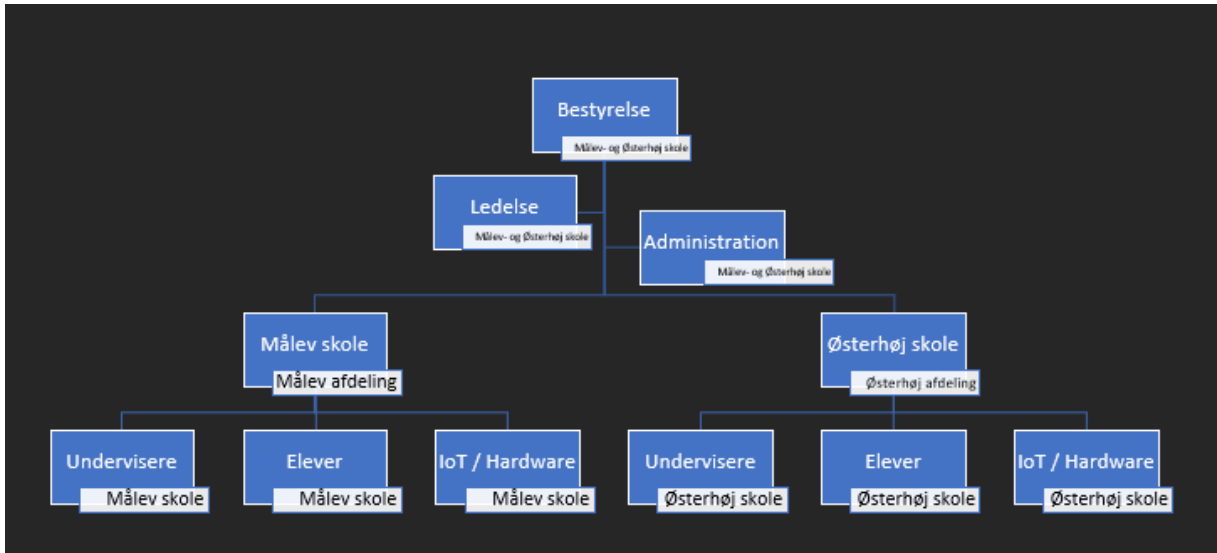 Bestyrelse
Målev- og Østerhøj skole
Ledelse
Målev- og Østerhøj skole
Administration
Målev- og Østerhøj skole
Målev skole
Målev afdeling
Østerhøj skole
Østerhøj afdeling
Undervisere
Målev skole
Elever
Målev skole
IoT / Hardware
Målev skole
Undervisere
Østerhøj skole
Elever
Østerhøj skole
IoT / Hardware
Østerhøj skole